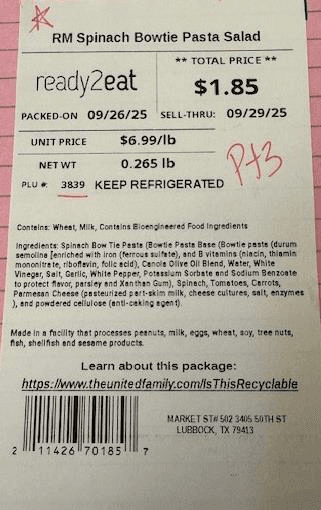 RM Spinach Bowtie Pasta Salad
** TOTAL PRICE **
ready2eat
$1.85
PACKED-ON 09/26/25 SELL-THRU: 09/29/25
UNIT PRICE $6.99/lb
NET WT 0.265 lb
Pt3
PLU #: 3839 KEEP REFRIGERATED
Contains: Wheat, Milk, Contains Bioengineered Food Ingredients
Ingredients: Spinach Bow Tie Pasta (Bowtie Pasta Base (Bowtie pasta (durum
semolina [enriched with iron (ferrous sulfate), and B vitamins (niacin, thiamin
mononitrate, riboflavin, folic acid), Canola Olive Oil Blend, Water, White
Vinegar, Salt, Garlic, White Pepper, Potassium Sorbate and Sodium Benzoate
to protect flavor, parsley and Xanthan Gum), Spinach, Tomatoes, Carrots,
Parmesan Cheese (pasteurized part-skim milk, cheese cultures, salt, enzymes
), and powdered cellulose (anti-caking agent).
Made in a facility that processes peanuts, milk, eggs, wheat, soy, tree nuts,
fish, shellfish and sesame products.
Learn about this package:
https://www.theunitedfamily.com/IsThisRecyclable
MARKET ST# 502 3405 50TH ST
LUBBOCK, TX 79413
2 11426 70185 7